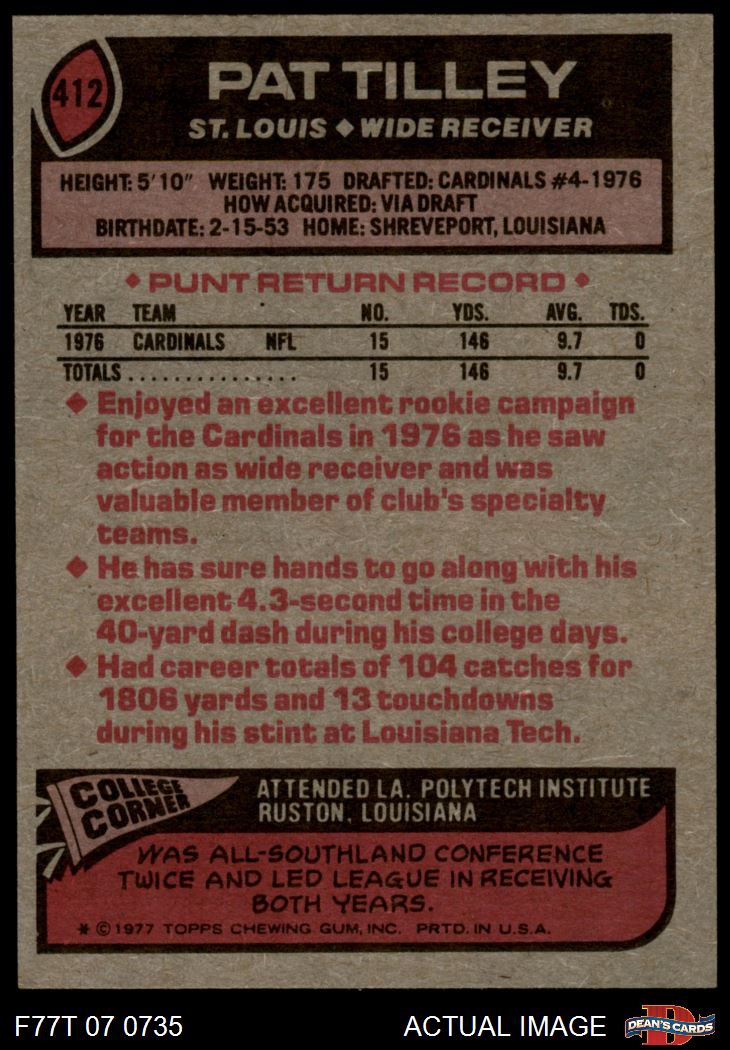 412
PAT TILLEY
ST. LOUIS ◆ WIDE RECEIVER
HEIGHT: 5'10" WEIGHT: 175 DRAFTED: CARDINALS #4-1976
HOW ACQUIRED: VIA DRAFT
BIRTHDATE: 2-15-53 HOME: SHREVEPORT, LOUISIANA
◆ PUNT RETURN RECORD ◆
YEAR TEAM NO. YDS. AVG. TDS.
1976 CARDINALS NFL 15 146 9.7 0
TOTALS............... 15 146 9.7 0
◆ Enjoyed an excellent rookie campaign
for the Cardinals in 1976 as he saw
action as wide receiver and was
valuable member of club's specialty
teams.
◆ He has sure hands to go along with his
excellent 4.3-second time in the
40-yard dash during his college days.
◆ Had career totals of 104 catches for
1806 yards and 13 touchdowns
during his stint at Louisiana Tech.
COLLEGE
CORNER
ATTENDED LA. POLYTECH INSTITUTE
RUSTON, LOUISIANA
WAS ALL-SOUTHLAND CONFERENCE
TWICE AND LED LEAGUE IN RECEIVING
BOTH YEARS.
* © 1977 TOPPS CHEWING GUM, INC. PRTD. IN U.S.A.
F77T 07 0735
ACTUAL IMAGE
D
DEAN'S CARDS